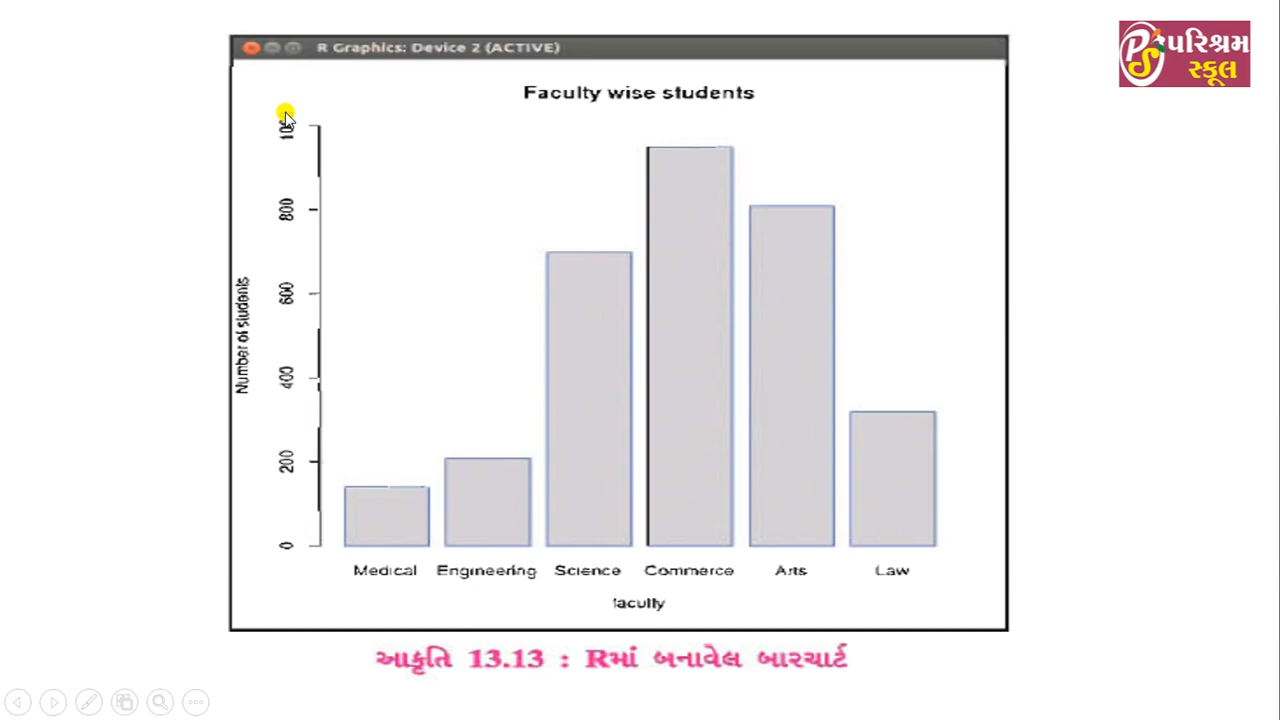 R Graphics: Device 2 (ACTIVE)
પરિશ્રમ
સ્કૂલ
Faculty wise students
800
600
400
200
0
Number of students
Medical Engineering Science Commerce Arts Law
faculty
આકૃતિ 13.13 : Rમાં બનાવેલ બારચાર્ટ